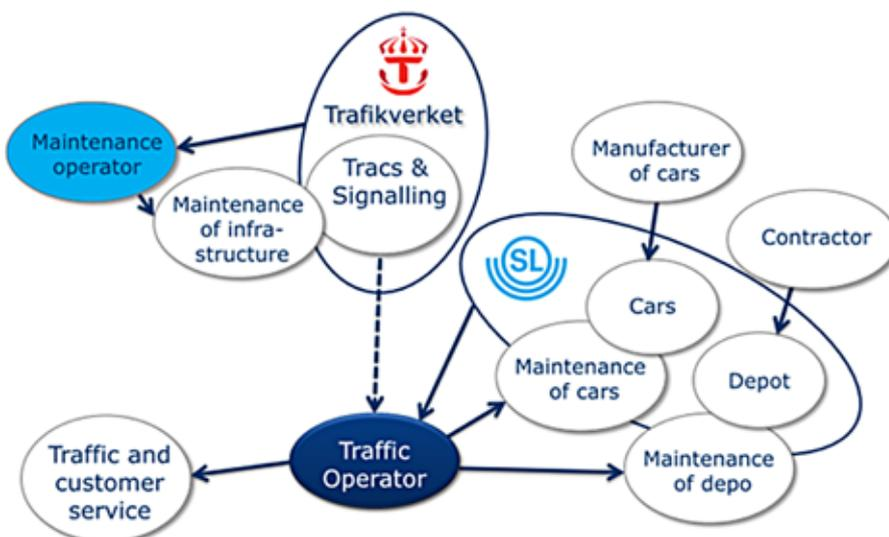 T
Trafikverket
Tracs &
Signalling
Maintenance
operator
Maintenance
of infra-
structure
Manufacturer
of cars
Contractor
SL
Cars
Maintenance
of cars
Depot
Maintenance
of depo
Traffic
Operator
Traffic and
customer
service